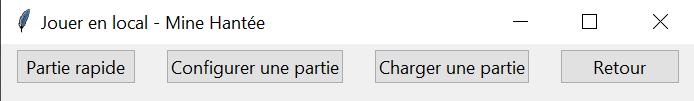 Jouer en local - Mine Hantée
Partie rapide Configurer une partie Charger une partie Retour